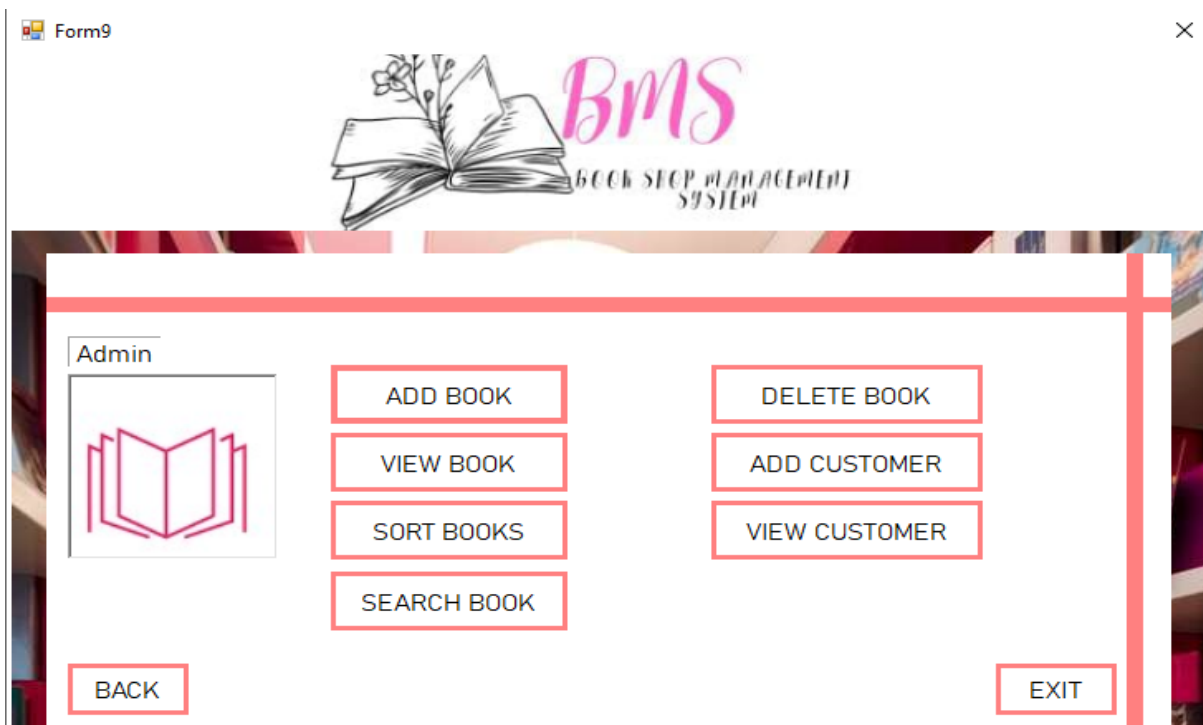 Form9
BMS
BOOK SHOP MANAGEMENT
SYSTEM
Admin
ADD BOOK
DELETE BOOK
VIEW BOOK
ADD CUSTOMER
SORT BOOKS
VIEW CUSTOMER
SEARCH BOOK
BACK
EXIT